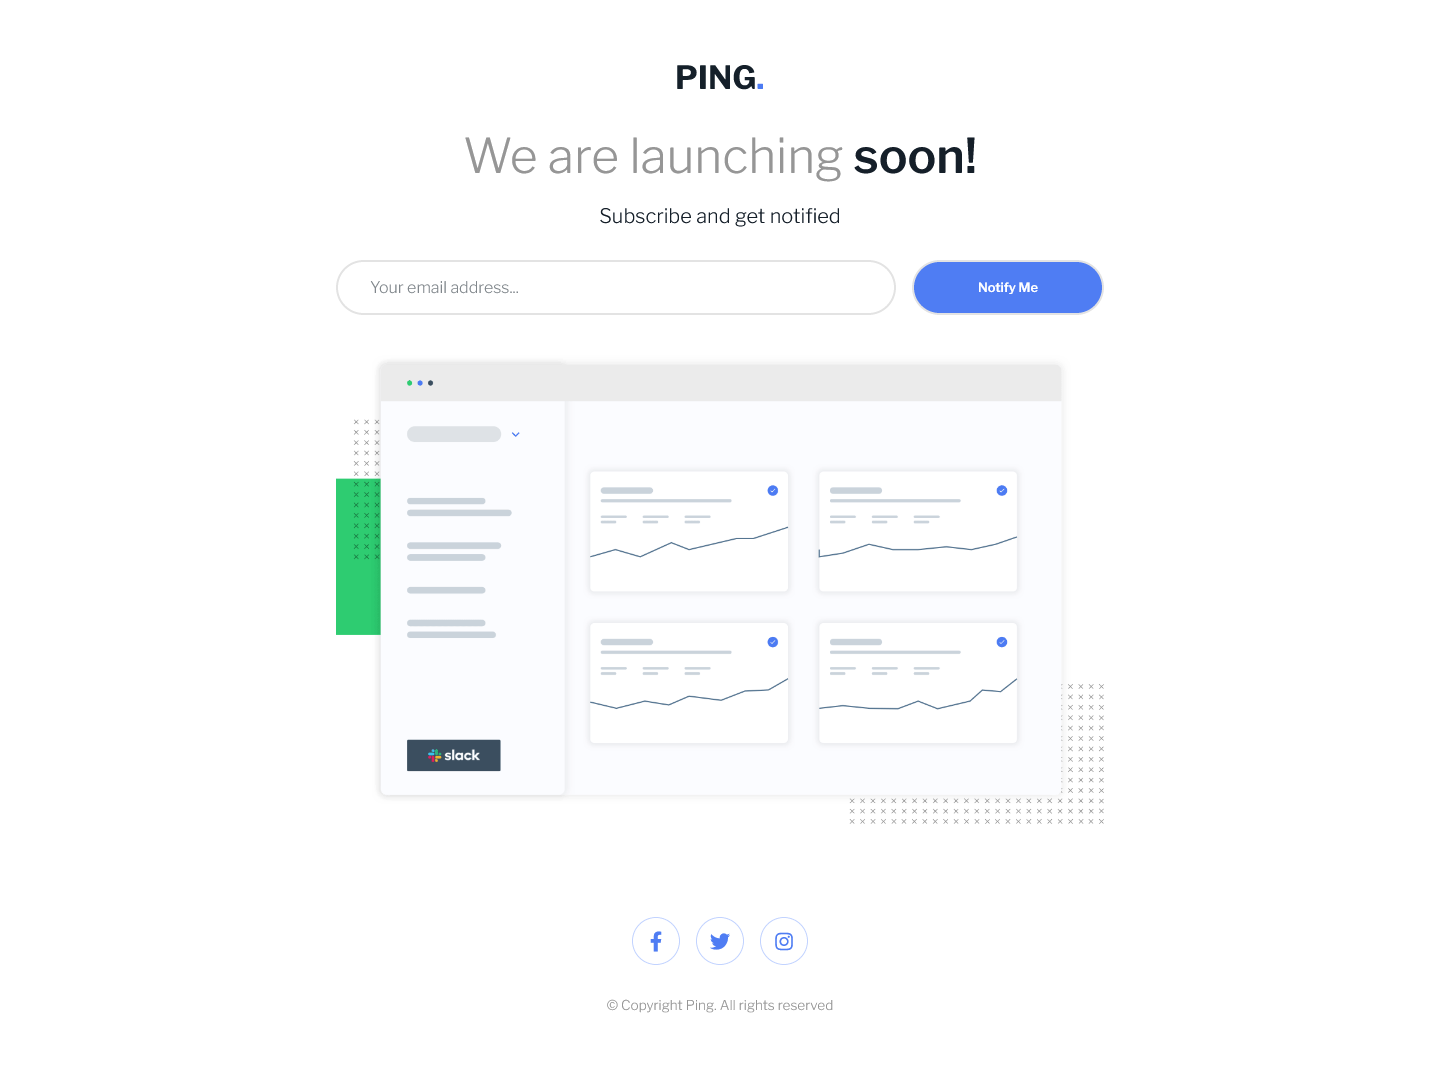 PING.
We are launching soon!
Subscribe and get notified
Your email address...
Notify Me
slack
© Copyright Ping. All rights reserved